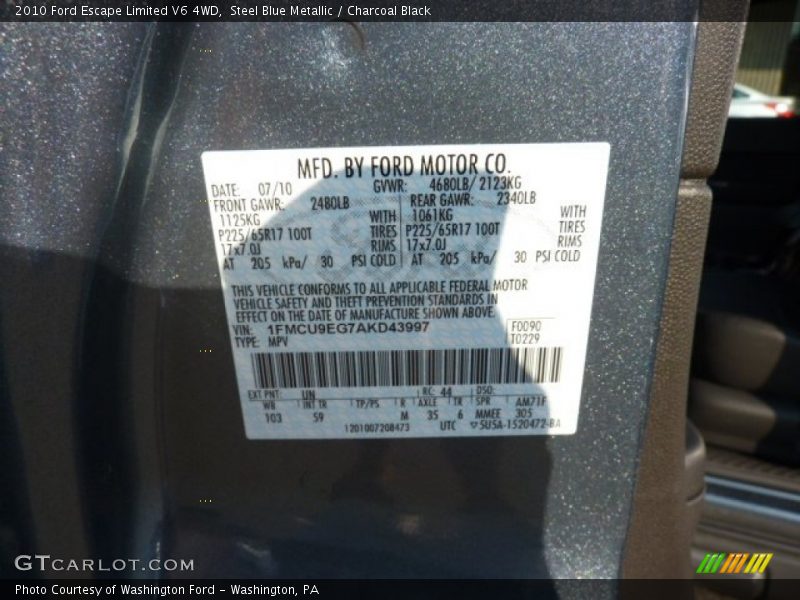 2010 Ford Escape Limited V6 4WD, Steel Blue Metallic / Charcoal Black
MFD. BY FORD MOTOR CO.
DATE: 07/10 GVWR: 4680LB/ 2123KG
FRONT GAWR: 2480LB REAR GAWR: 2340LB
1125KG WITH 1061KG WITH
P225/65R17 100T TIRES P225/65R17 100T TIRES
17x7.0J RIMS 17x7.0J RIMS
AT 205 kPa/ 30 PSI COLD AT 205 kPa/ 30 PSI COLD
THIS VEHICLE CONFORMS TO ALL APPLICABLE FEDERAL MOTOR
VEHICLE SAFETY AND THEFT PREVENTION STANDARDS IN
EFFECT ON THE DATE OF MANUFACTURE SHOWN ABOVE.
VIN: 1FMCU9EG7AKD43997 F0090
TYPE: MPV T0229
EXT PNT: UN RC: 44 DSO:
WB INT TR TP/PS R AXLE TR SPR AM71F
103 59 M 35 6 MMEE 305
1201007208473 UTC 5U5A-1520472-BA
GTCARLOT.COM
Photo Courtesy of Washington Ford - Washington, PA